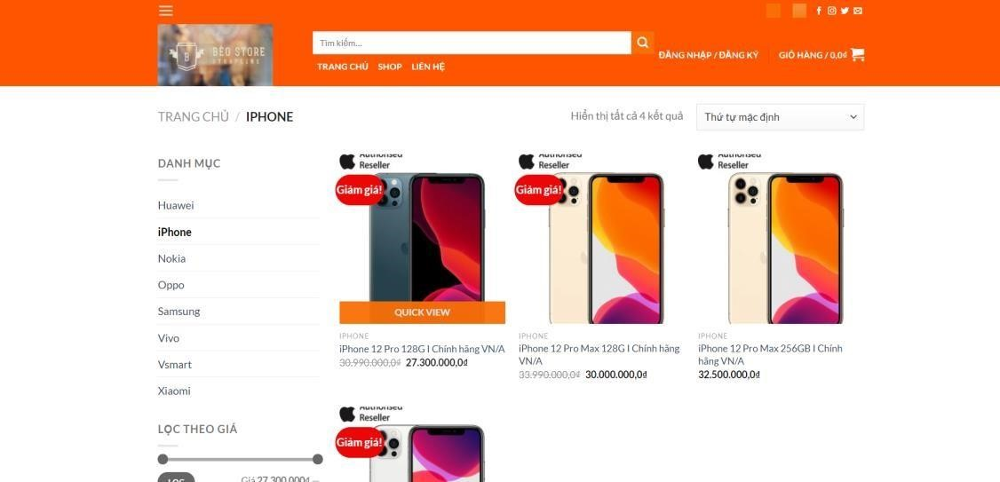 BÈO STORE
STRAPLINE
Tìm kiếm...
TRANG CHỦ SHOP LIÊN HỆ
ĐĂNG NHẬP / ĐĂNG KÝ
GIỎ HÀNG / 0,0₫
TRANG CHỦ / IPHONE
Hiển thị tất cả 4 kết quả
Thứ tự mặc định
DANH MỤC
Huawei
iPhone
Nokia
Oppo
Samsung
Vivo
Vsmart
Xiaomi
LỌC THEO GIÁ
LỌC
Giá 27.300.000₫ —
Authorised
Reseller
Giảm giá!
QUICK VIEW
IPHONE
iPhone 12 Pro 128G I Chính hãng VN/A
30.990.000,0₫ 27.300.000,0₫
Authorised
Reseller
Giảm giá!
IPHONE
iPhone 12 Pro Max 128G I Chính hãng
VN/A
33.990.000,0₫ 30.000.000,0₫
Authorised
Reseller
IPHONE
iPhone 12 Pro Max 256GB I Chính
hãng VN/A
32.500.000,0₫
Authorised
Reseller
Giảm giá!